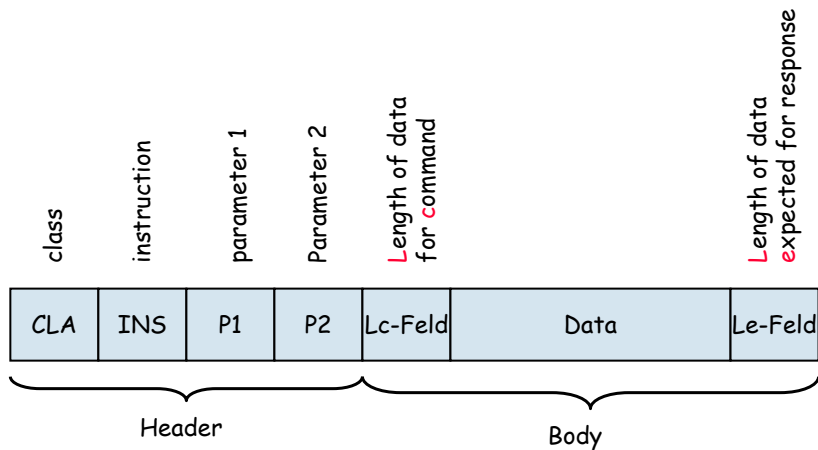 class
instruction
parameter 1
Parameter 2
Length of data
for command
Length of data
expected for response
CLA
INS
P1
P2
Lc-Feld
Data
Le-Feld
Header
Body